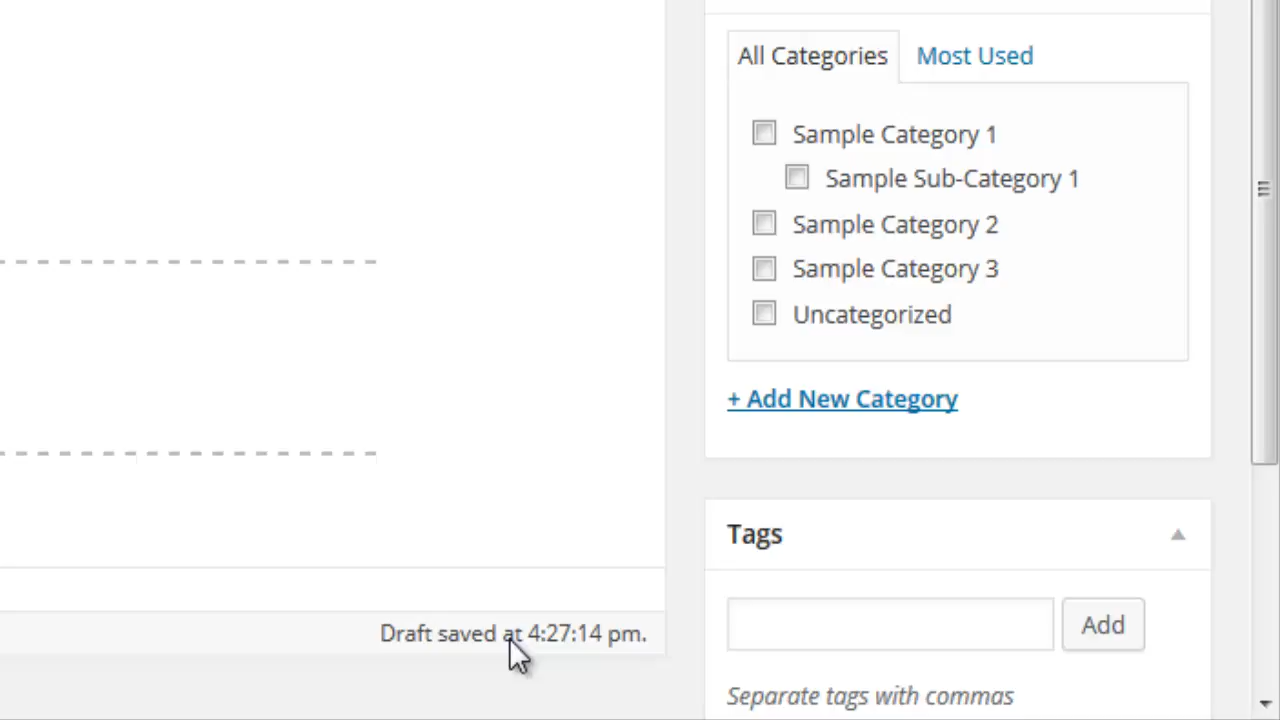 All Categories Most Used
Sample Category 1
Sample Sub-Category 1
Sample Category 2
Sample Category 3
Uncategorized
+ Add New Category
Tags
Add
Draft saved at 4:27:14 pm.
Separate tags with commas